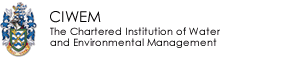 CIWEM
The Chartered Institution of Water
and Environmental Management